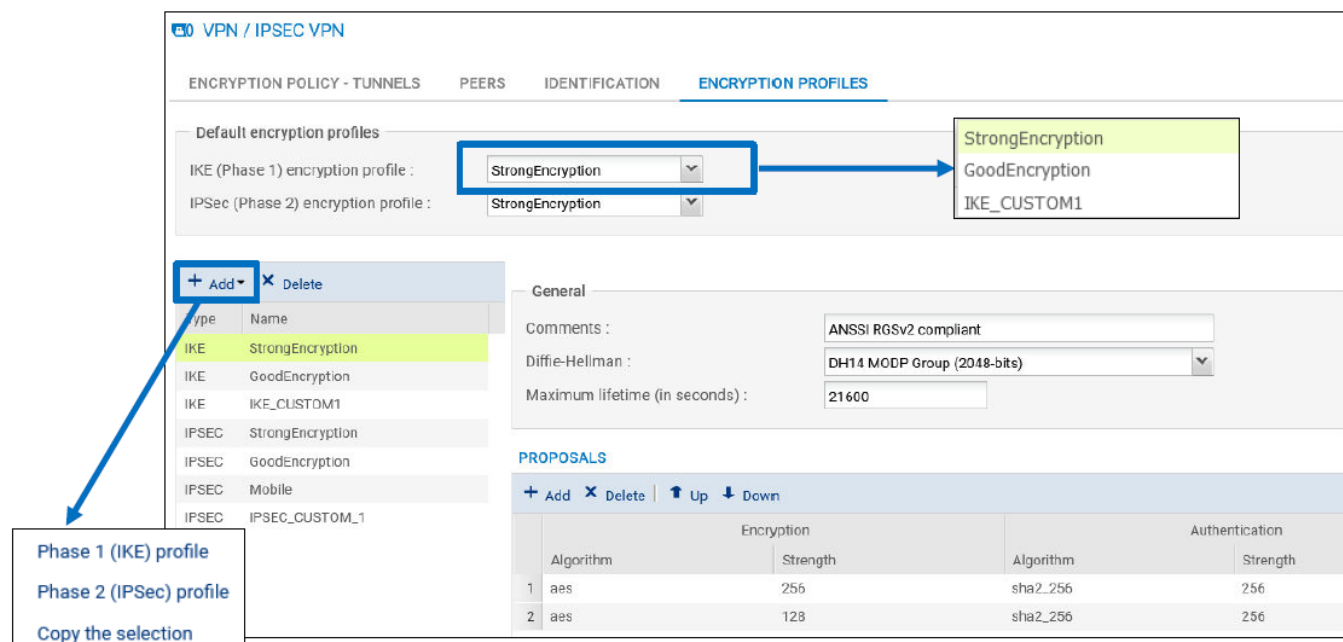 VPN / IPSEC VPN
ENCRYPTION POLICY - TUNNELS PEERS IDENTIFICATION ENCRYPTION PROFILES
Default encryption profiles
IKE (Phase 1) encryption profile : StrongEncryption
IPSec (Phase 2) encryption profile : StrongEncryption
StrongEncryption
GoodEncryption
IKE_CUSTOM1
+ Add Delete
Type Name
IKE StrongEncryption
IKE GoodEncryption
IKE IKE_CUSTOM1
IPSEC StrongEncryption
IPSEC GoodEncryption
IPSEC Mobile
IPSEC IPSEC_CUSTOM_1
Phase 1 (IKE) profile
Phase 2 (IPSec) profile
Copy the selection
General
Comments : ANSSI RGSv2 compliant
Diffie-Hellman : DH14 MODP Group (2048-bits)
Maximum lifetime (in seconds) : 21600
PROPOSALS
+ Add Delete Up Down
Encryption Authentication
Algorithm Strength Algorithm Strength
1 aes 256 sha2_256 256
2 aes 128 sha2_256 256